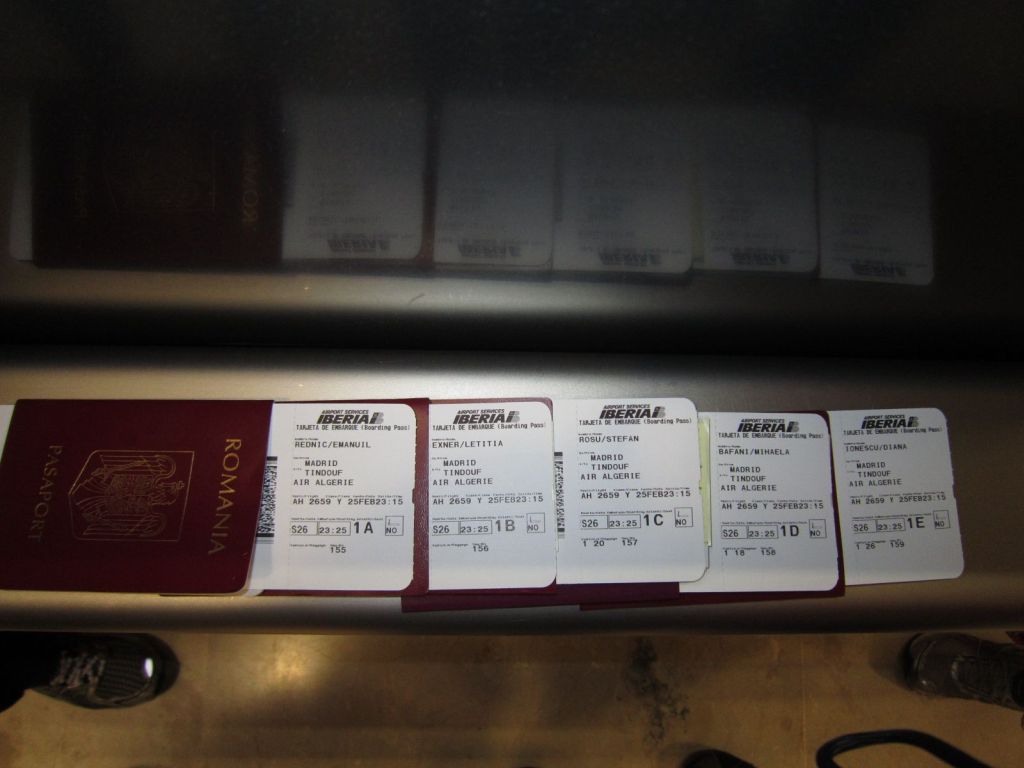 ROMANIA
PAȘAPORT
AIRPORT SERVICES
IBERIA
TARJETA DE EMBARQUE (Boarding Pass)
REDNIC/EMANUIL
MADRID
TINDOUF
AIR ALGERIE
AH 2659 Y 25FEB23:15
S26 23:25 1A NO
155
AIRPORT SERVICES
IBERIA
TARJETA DE EMBARQUE (Boarding Pass)
EXNER/LETITIA
MADRID
TINDOUF
AIR ALGERIE
AH 2659 Y 25FEB23:15
S26 23:25 1B NO
156
AIRPORT SERVICES
IBERIA
TARJETA DE EMBARQUE (Boarding Pass)
ROSU/STEFAN
MADRID
TINDOUF
AIR ALGERIE
AH 2659 Y 25FEB23:15
S26 23:25 1C NO
1 20 157
AIRPORT SERVICES
IBERIA
TARJETA DE EMBARQUE (Boarding Pass)
BAFANI/MIHAELA
MADRID
TINDOUF
AIR ALGERIE
AH 2659 Y 25FEB23:15
S26 23:25 1D NO
1 18 158
AIRPORT SERVICES
IBERIA
TARJETA DE EMBARQUE (Boarding Pass)
IONESCU/DIANA
MADRID
TINDOUF
AIR ALGERIE
AH 2659 Y 25FEB23:15
S26 23:25 1E NO
1 26 159